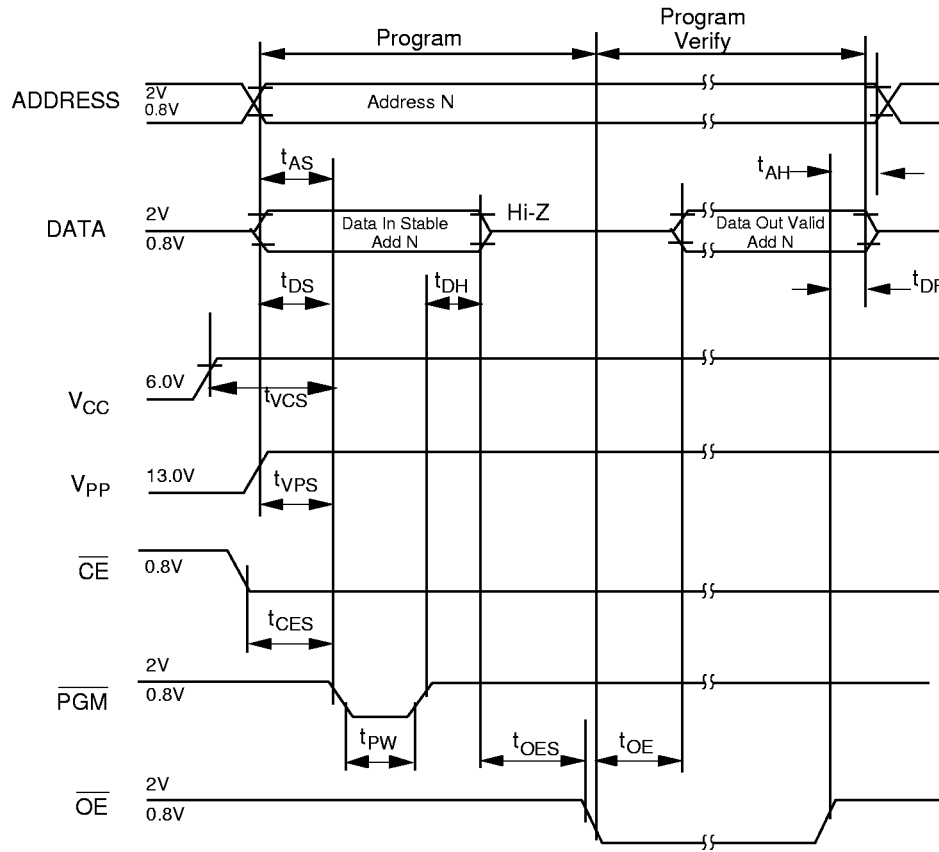 Program
Program
Verify
ADDRESS
2V
0.8V
Address N
tAS
tAH
DATA
2V
0.8V
Data In Stable
Add N
Hi-Z
Data Out Valid
Add N
tDS
tDH
VCC
6.0V
tVCS
VPP
13.0V
tVPS
CE
0.8V
tCES
PGM
2V
0.8V
tPW
tOES
tOE
OE
2V
0.8V